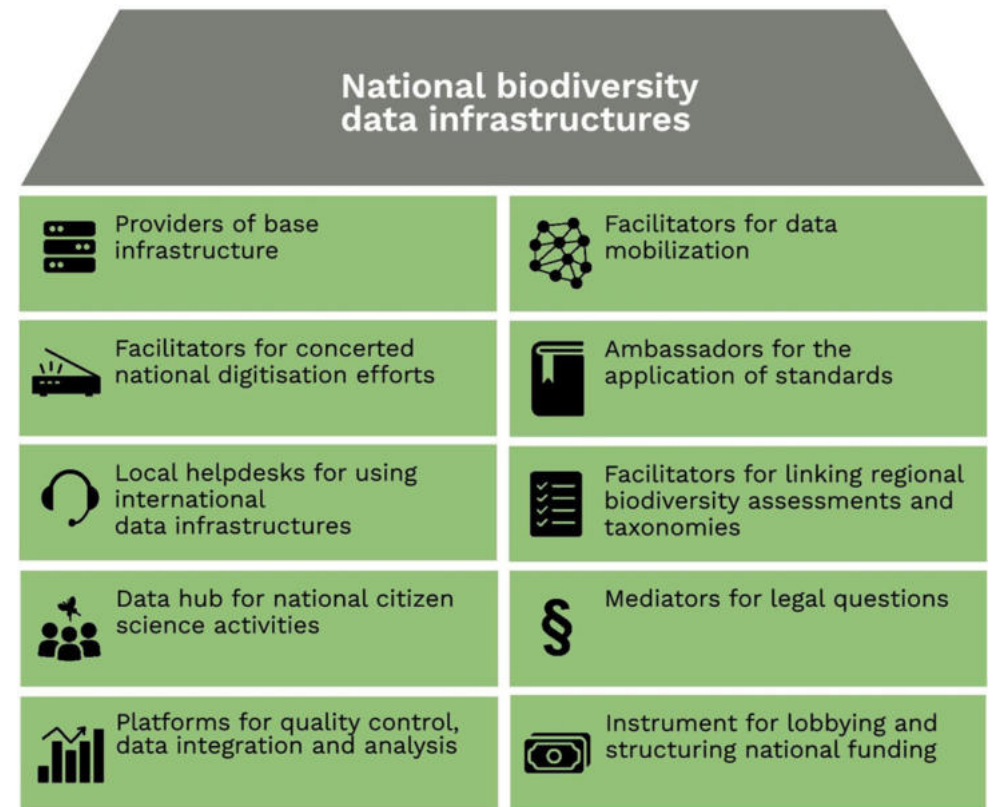 National biodiversity
data infrastructures
Providers of base
infrastructure
Facilitators for data
mobilization
Facilitators for concerted
national digitisation efforts
Ambassadors for the
application of standards
Local helpdesks for using
international
data infrastructures
Facilitators for linking regional
biodiversity assessments and
taxonomies
Data hub for national citizen
science activities
§
Mediators for legal questions
Platforms for quality control,
data integration and analysis
Instrument for lobbying and
structuring national funding